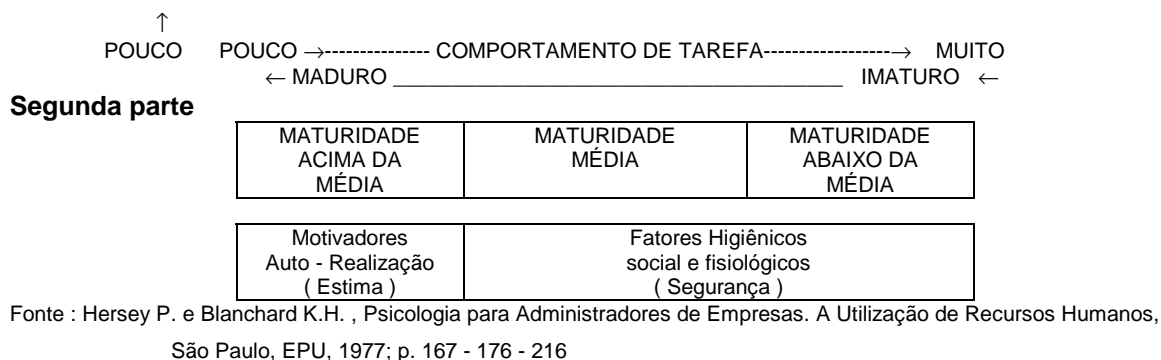 ↑
POUCO POUCO →--------------- COMPORTAMENTO DE TAREFA------------------→ MUITO
← MADURO ________________________________________ IMATURO ←
Segunda parte
MATURIDADE ACIMA DA MÉDIA
MATURIDADE MÉDIA
MATURIDADE ABAIXO DA MÉDIA
Motivadores
Auto - Realização
( Estima )
Fatores Higiênicos
social e fisiológicos
( Segurança )
Fonte : Hersey P. e Blanchard K.H. , Psicologia para Administradores de Empresas. A Utilização de Recursos Humanos,
São Paulo, EPU, 1977; p. 167 - 176 - 216